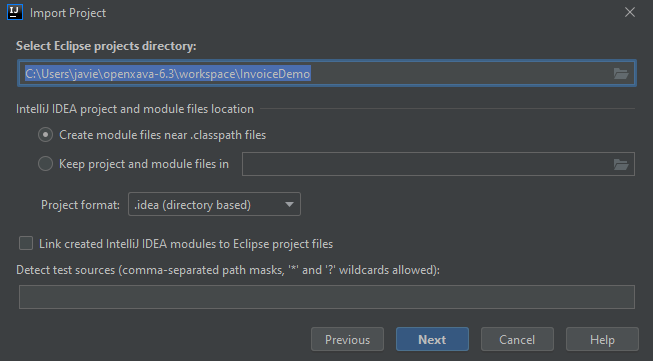 IJ Import Project
Select Eclipse projects directory:
C:\Users\javie\openxava-6.3\workspace\InvoiceDemo
IntelliJ IDEA project and module files location
Create module files near .classpath files
Keep project and module files in
Project format: .idea (directory based)
Link created IntelliJ IDEA modules to Eclipse project files
Detect test sources (comma-separated path masks, '*' and '?' wildcards allowed):
Previous Next Cancel Help